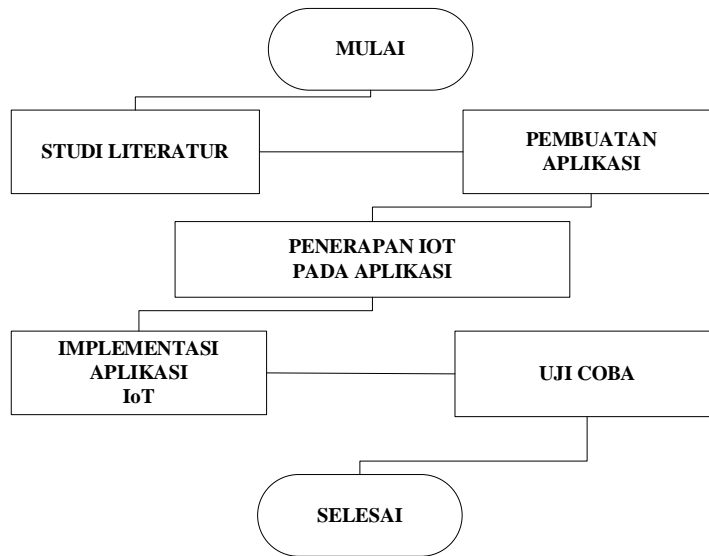 MULAI
STUDI LITERATUR
PEMBUATAN
APLIKASI
PENERAPAN IOT
PADA APLIKASI
IMPLEMENTASI
APLIKASI
IoT
UJI COBA
SELESAI